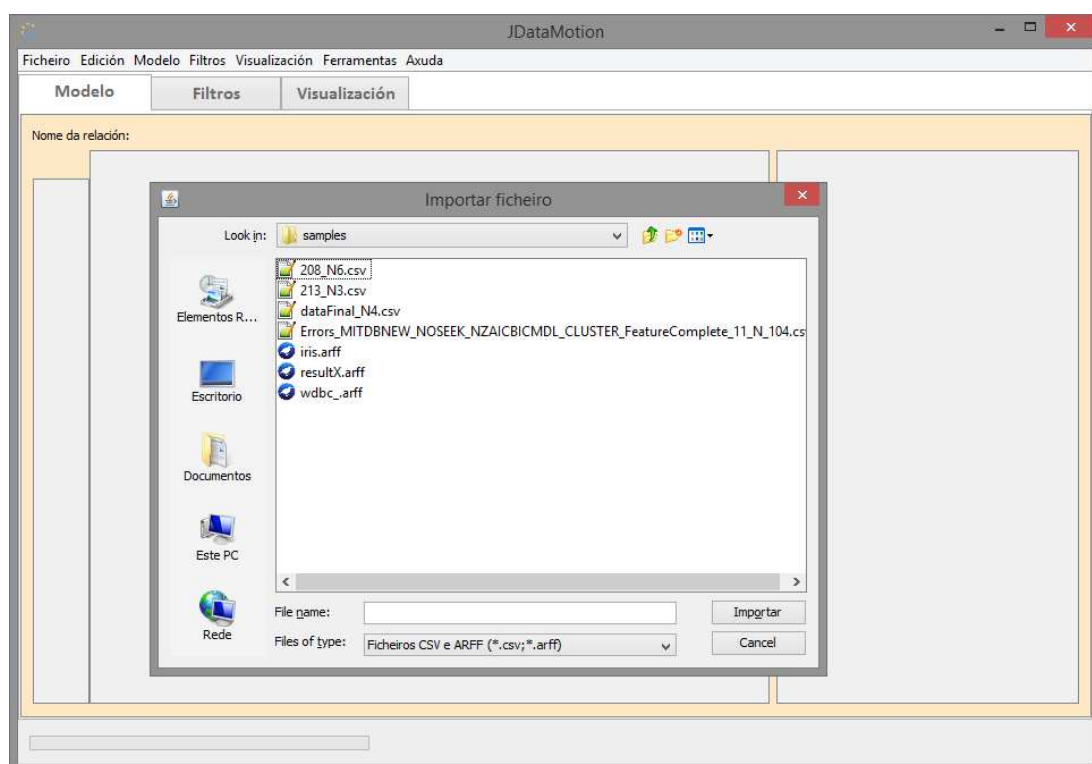 JDataMotion
Ficheiro Edición Modelo Filtros Visualización Ferramentas Axuda
Modelo Filtros Visualización
Nome da relación:
Importar ficheiro
Look in: samples
208_N6.csv
213_N3.csv
dataFinal_N4.csv
Errors_MITDBNEW_NOSEEK_NZAICBICMDL_CLUSTER_FeatureComplete_11_N_104.cs
iris.arff
resultX.arff
wdbc_.arff
Elementos R...
Escritorio
Documentos
Este PC
Rede
File name: Importar
Files of type: Ficheiros CSV e ARFF (*.csv;*.arff) Cancel